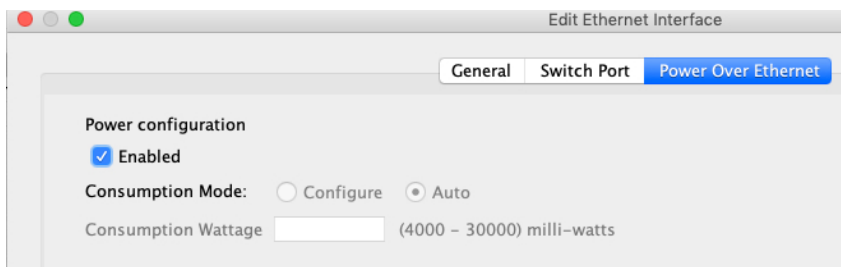 Edit Ethernet Interface
General Switch Port Power Over Ethernet
Power configuration
Enabled
Consumption Mode: Configure Auto
Consumption Wattage (4000 – 30000) milli-watts